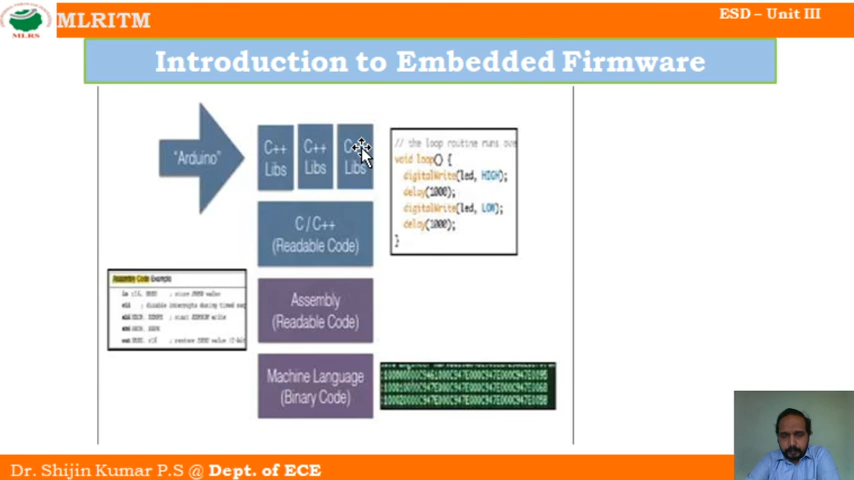 MLRITM
ESD – Unit III
MLRS
Introduction to Embedded Firmware
"Arduino"
C++
Libs
C++
Libs
Libs
// the loop routine runs ove
void loop() {
digitalWrite(led, HIGH);
delay(1000);
digitalWrite(led, LOW);
delay(1000);
}
C / C++
(Readable Code)
Assembly Code Example
Assembly
(Readable Code)
Machine Language
(Binary Code)
Dr. Shijin Kumar P.S @ Dept. of ECE